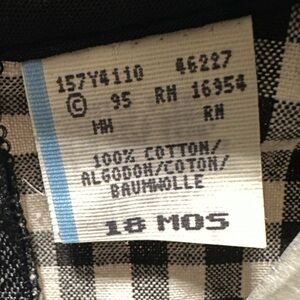 157Y4110 46227
© 95 RN 16954
MH RN
100% COTTON/
ALGODON/COTON/
BAUMWOLLE
18 MOS